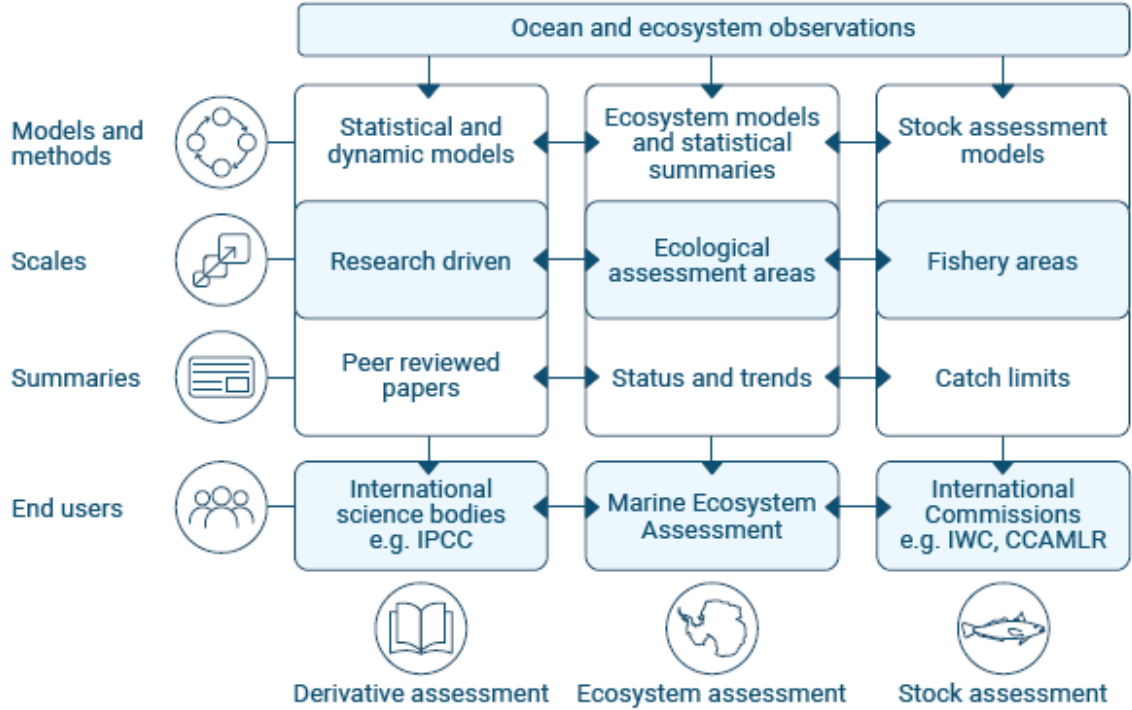 Ocean and ecosystem observations
Models and
methods
Statistical and
dynamic models
Ecosystem models
and statistical
summaries
Stock assessment
models
Scales
Research driven
Ecological
assessment areas
Fishery areas
Summaries
Peer reviewed
papers
Status and trends
Catch limits
End users
International
science bodies
e.g. IPCC
Marine Ecosystem
Assessment
International
Commissions
e.g. IWC, CCAMLR
Derivative assessment
Ecosystem assessment
Stock assessment